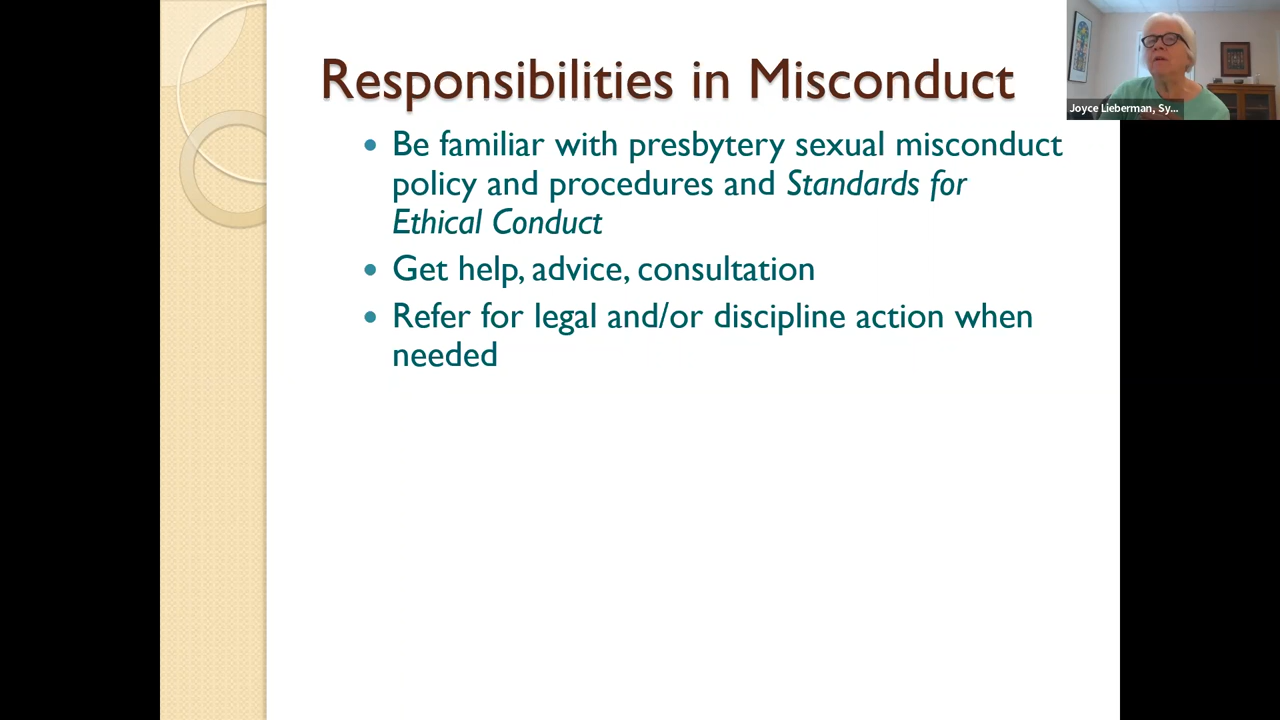 Responsibilities in Misconduct
Joyce Lieberman, Sy...
• Be familiar with presbytery sexual misconduct
policy and procedures and Standards for
Ethical Conduct
• Get help, advice, consultation
• Refer for legal and/or discipline action when
needed